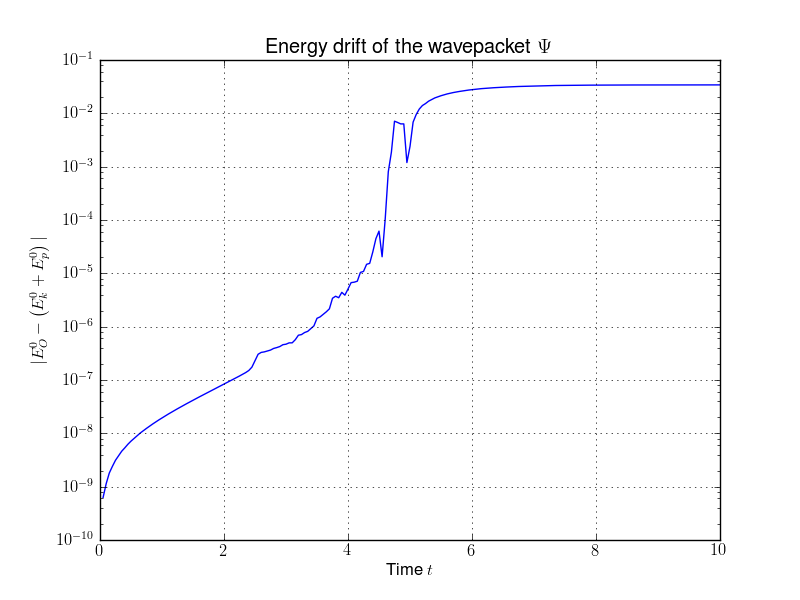 Energy drift of the wavepacket Ψ
10⁻¹
10⁻²
10⁻³
10⁻⁴
10⁻⁵
10⁻⁶
10⁻⁷
10⁻⁸
10⁻⁹
10⁻¹⁰
|E_O^0 − (E_k^0 + E_p^0) |
0 2 4 6 8 10
Time t